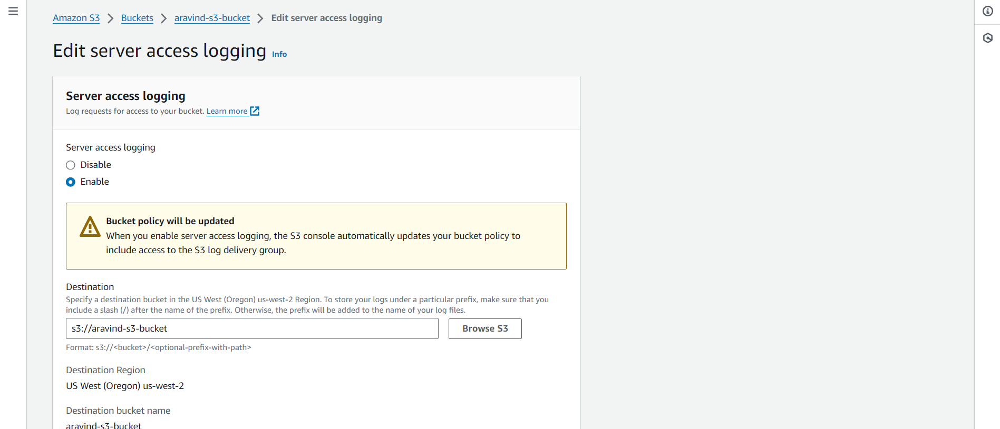 Amazon S3 > Buckets > aravind-s3-bucket > Edit server access logging
Edit server access logging Info
Server access logging
Log requests for access to your bucket. Learn more
Server access logging
Disable
Enable
Bucket policy will be updated
When you enable server access logging, the S3 console automatically updates your bucket policy to
include access to the S3 log delivery group.
Destination
Specify a destination bucket in the US West (Oregon) us-west-2 Region. To store your logs under a particular prefix, make sure that you
include a slash (/) after the name of the prefix. Otherwise, the prefix will be added to the name of your log files.
s3://aravind-s3-bucket Browse S3
Format: s3://<bucket>/<optional-prefix-with-path>
Destination Region
US West (Oregon) us-west-2
Destination bucket name
aravind-s3-bucket